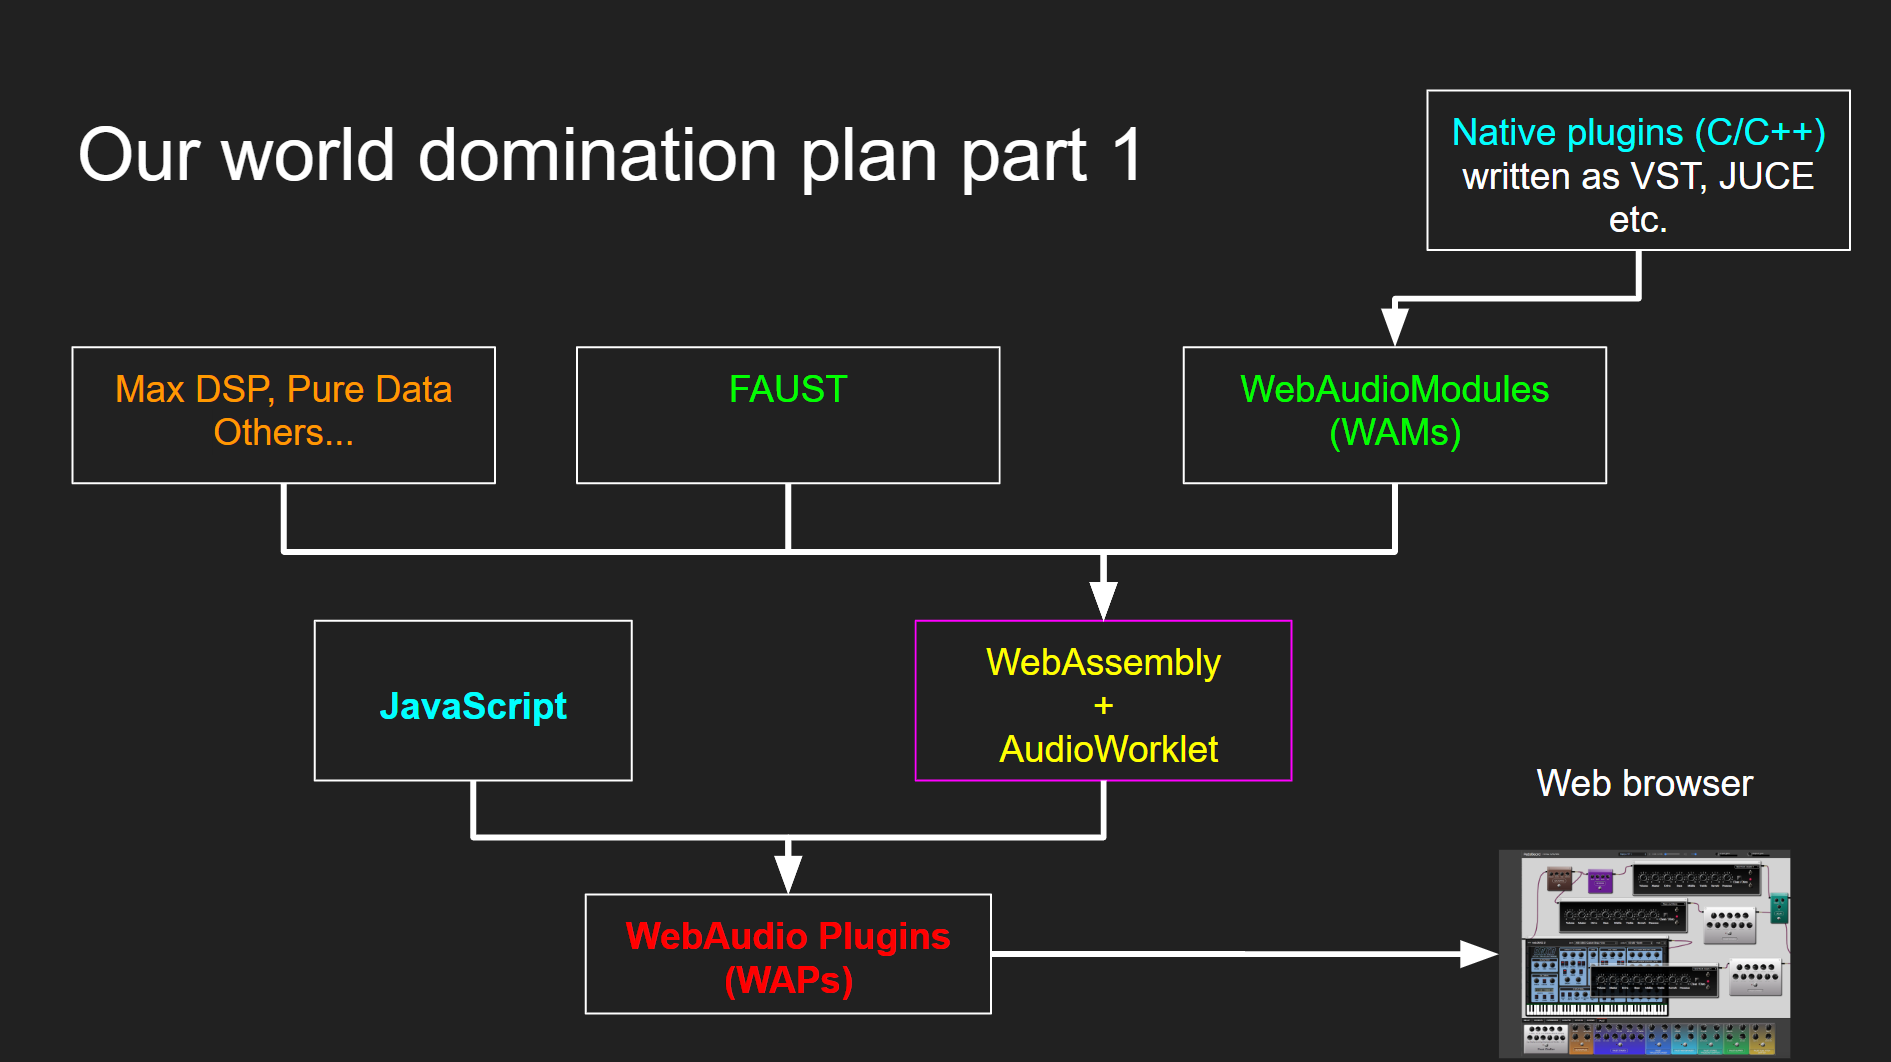 Our world domination plan part 1
Native plugins (C/C++)
written as VST, JUCE
etc.
Max DSP, Pure Data
Others...
FAUST
WebAudioModules
(WAMs)
JavaScript
WebAssembly
+
AudioWorklet
Web browser
WebAudio Plugins
(WAPs)